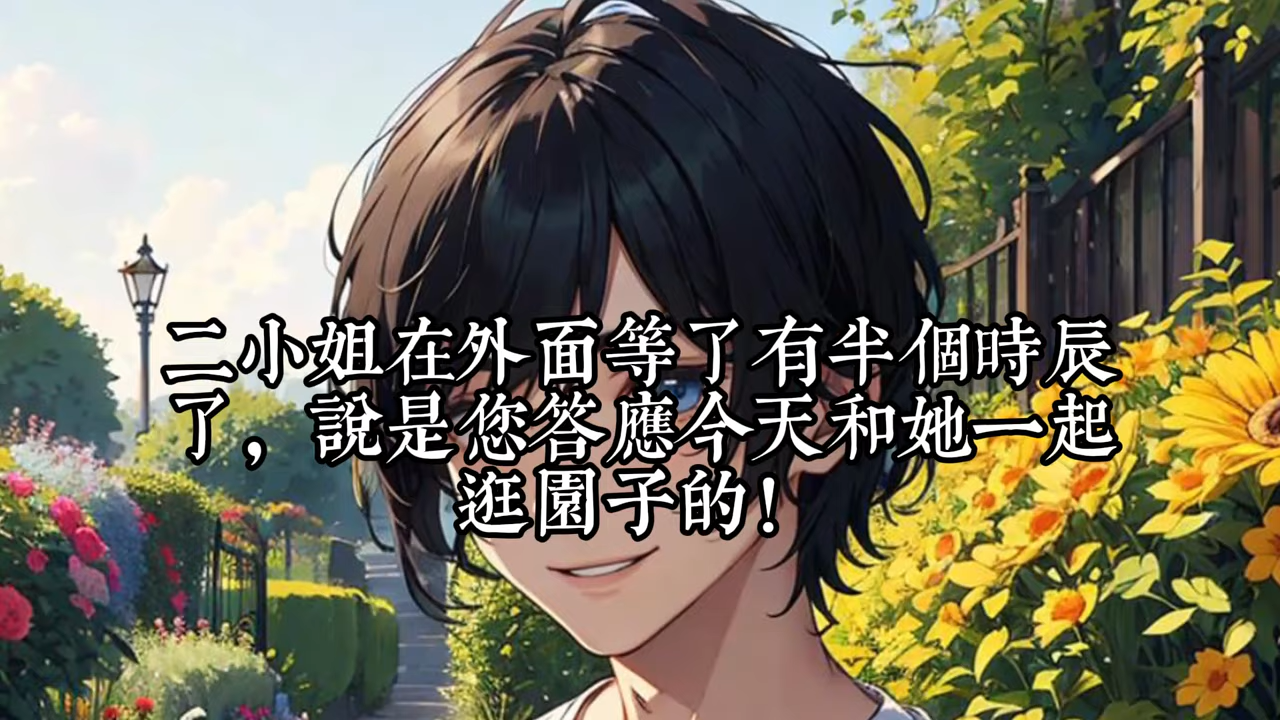 二小姐在外面等了有半個時辰
了，說是您答應今天和她一起
逛園子的！